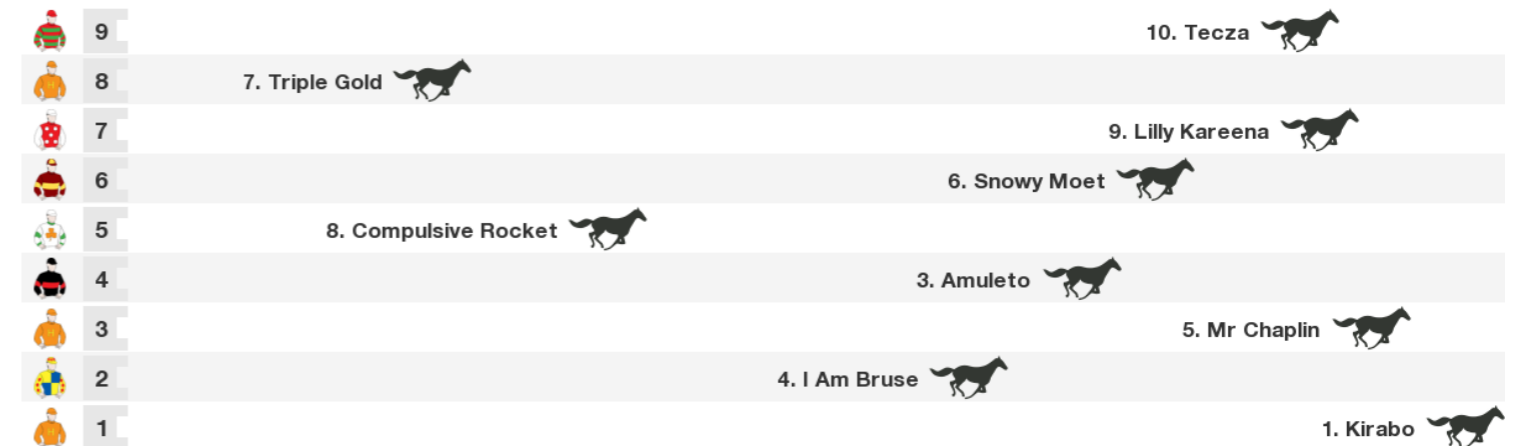 9 10. Tecza
8 7. Triple Gold
7 9. Lilly Kareena
6 6. Snowy Moet
5 8. Compulsive Rocket
4 3. Amuleto
3 5. Mr Chaplin
2 4. I Am Bruse
1 1. Kirabo